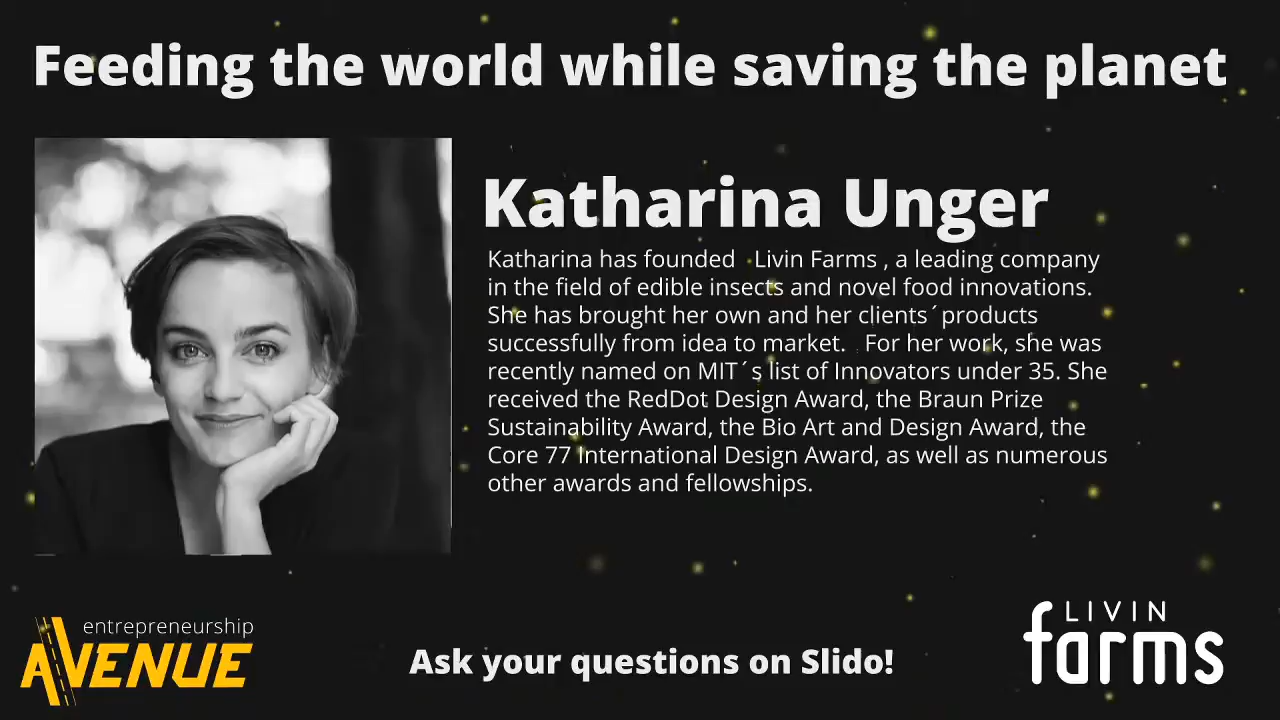 Feeding the world while saving the planet
Katharina Unger
Katharina has founded Livin Farms , a leading company
in the field of edible insects and novel food innovations.
She has brought her own and her clients´products
successfully from idea to market. For her work, she was
recently named on MIT´s list of Innovators under 35. She
received the RedDot Design Award, the Braun Prize
Sustainability Award, the Bio Art and Design Award, the
Core 77 International Design Award, as well as numerous
other awards and fellowships.
entrepreneurship
AVENUE
Ask your questions on Slido!
LIVIN
farms